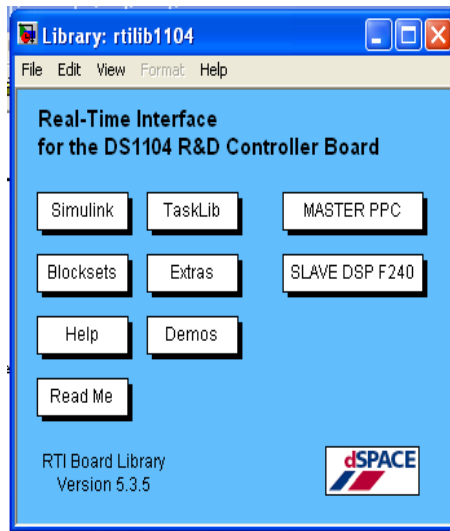 Library: rtilib1104
File Edit View Format Help
Real-Time Interface
for the DS1104 R&D Controller Board
Simulink TaskLib MASTER PPC
Blocksets Extras SLAVE DSP F240
Help Demos
Read Me
RTI Board Library
Version 5.3.5
dSPACE